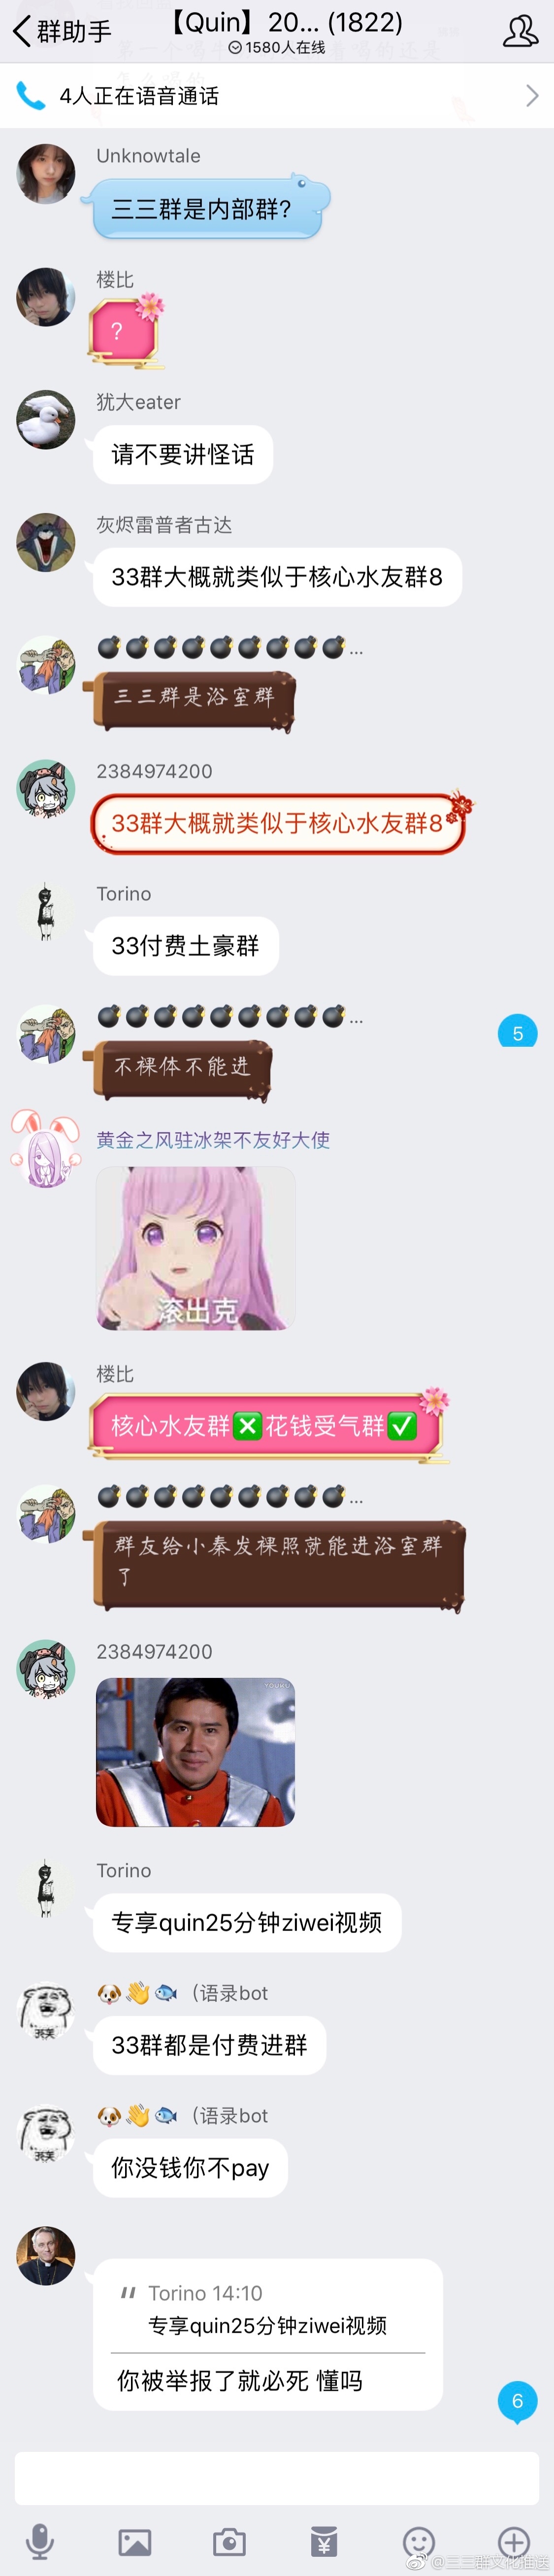 群助手
【Quin】20... (1822)
1580人在线
4人正在语音通话
Unknowtale
三三群是内部群?
楼比
?
犹大eater
请不要讲怪话
灰烬雷普者古达
33群大概就类似于核心水友群8
💣💣💣💣💣💣💣💣💣...
三三群是浴室群
2384974200
33群大概就类似于核心水友群8
Torino
33付费土豪群
💣💣💣💣💣💣💣💣💣...
5
不裸体不能进
黄金之风驻冰架不友好大使
滚出克
楼比
核心水友群❎花钱受气群✅
💣💣💣💣💣💣💣💣💣...
群友给小秦发裸照就能进浴室群
了
2384974200
YOUKU
Torino
专享quin25分钟ziwei视频
🐶👋🐟（语录bot
33群都是付费进群
🐶👋🐟（语录bot
你没钱你不pay
" Torino 14:10
专享quin25分钟ziwei视频
你被举报了就必死 懂吗
6
@三三群文化推送